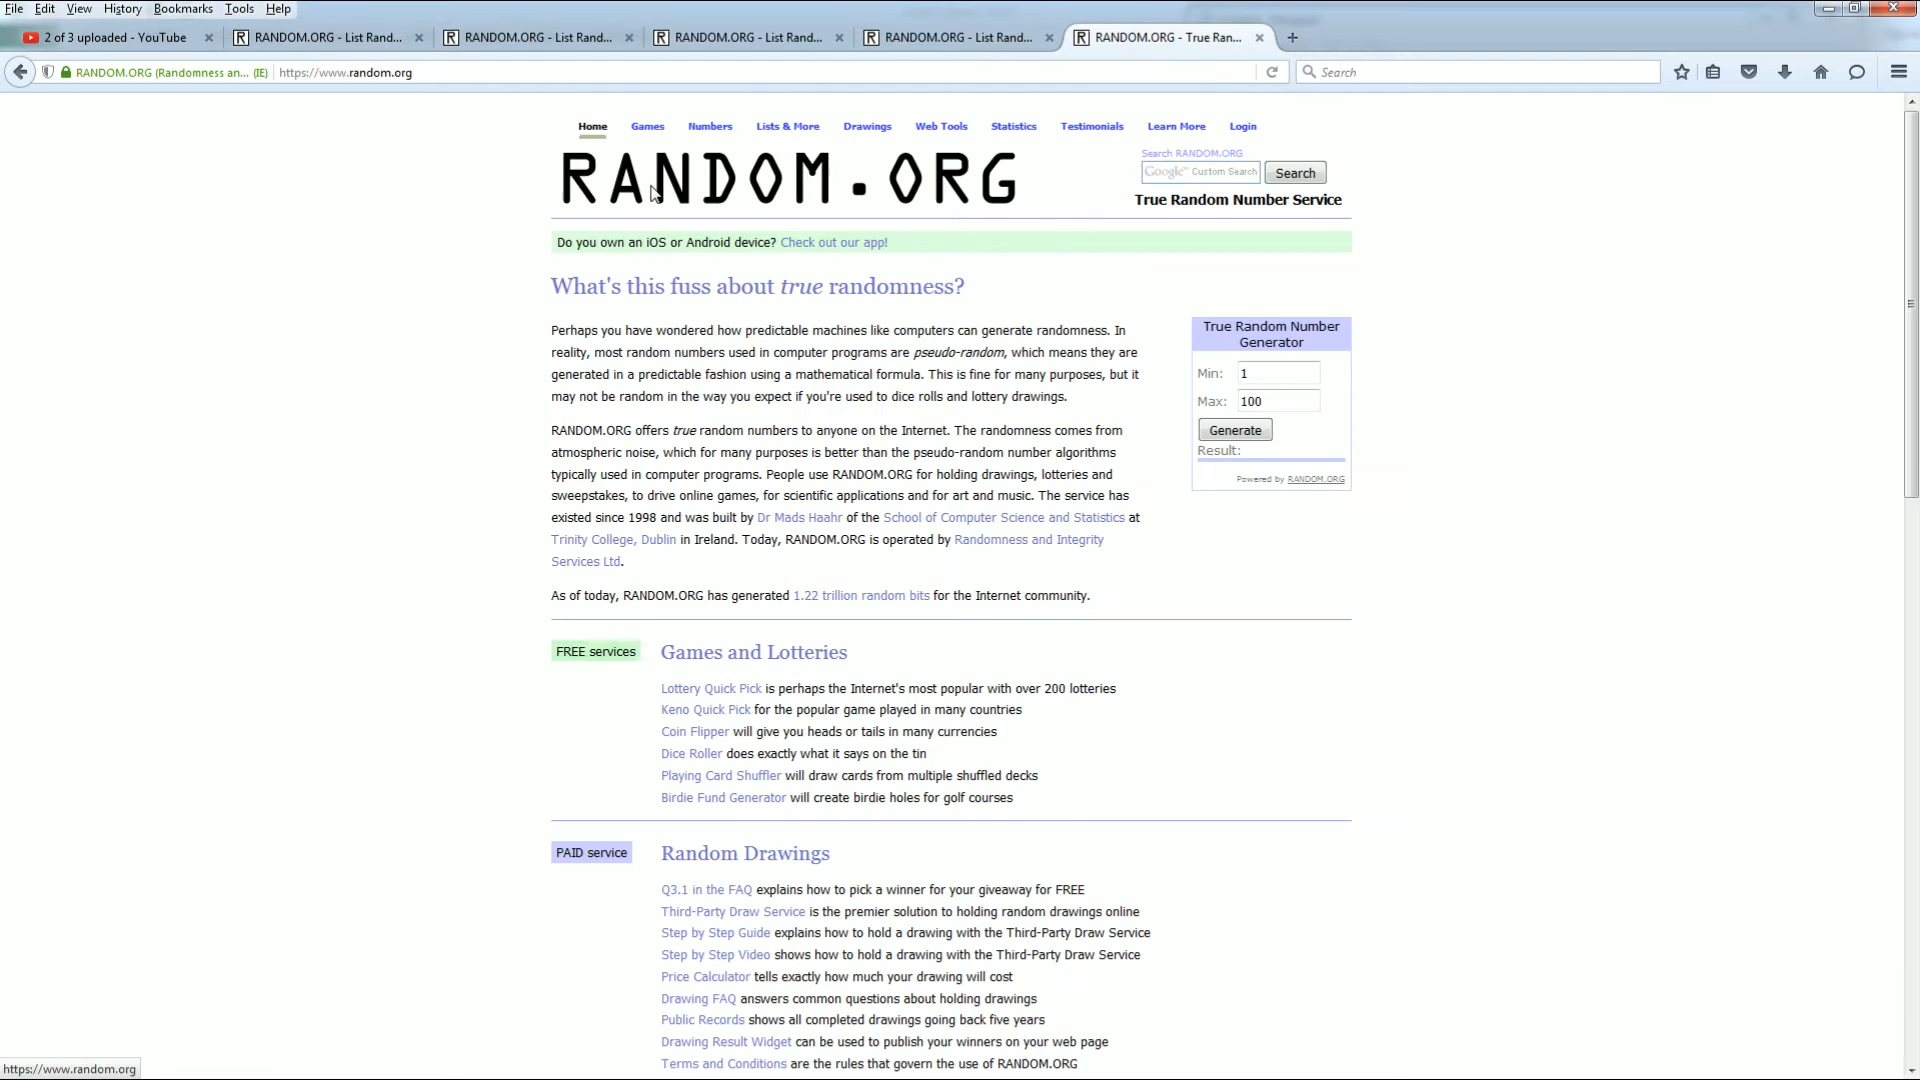 File Edit View History Bookmarks Tools Help
2 of 3 uploaded - YouTube
RANDOM.ORG - List Rand...
RANDOM.ORG - List Rand...
RANDOM.ORG - List Rand...
RANDOM.ORG - List Rand...
RANDOM.ORG - True Ran...
RANDOM.ORG (Randomness an... (IE)
https://www.random.org
Search
Home Games Numbers Lists & More Drawings Web Tools Statistics Testimonials Learn More Login
RANDOM.ORG
Search RANDOM.ORG
Google™ Custom Search
Search
True Random Number Service
Do you own an iOS or Android device? Check out our app!
What's this fuss about true randomness?
Perhaps you have wondered how predictable machines like computers can generate randomness. In
reality, most random numbers used in computer programs are pseudo-random, which means they are
generated in a predictable fashion using a mathematical formula. This is fine for many purposes, but it
may not be random in the way you expect if you're used to dice rolls and lottery drawings.
RANDOM.ORG offers true random numbers to anyone on the Internet. The randomness comes from
atmospheric noise, which for many purposes is better than the pseudo-random number algorithms
typically used in computer programs. People use RANDOM.ORG for holding drawings, lotteries and
sweepstakes, to drive online games, for scientific applications and for art and music. The service has
existed since 1998 and was built by Dr Mads Haahr of the School of Computer Science and Statistics at
Trinity College, Dublin in Ireland. Today, RANDOM.ORG is operated by Randomness and Integrity
Services Ltd.
As of today, RANDOM.ORG has generated 1.22 trillion random bits for the Internet community.
True Random Number
Generator
Min: 1
Max: 100
Generate
Result:
Powered by RANDOM.ORG
FREE services
Games and Lotteries
Lottery Quick Pick is perhaps the Internet's most popular with over 200 lotteries
Keno Quick Pick for the popular game played in many countries
Coin Flipper will give you heads or tails in many currencies
Dice Roller does exactly what it says on the tin
Playing Card Shuffler will draw cards from multiple shuffled decks
Birdie Fund Generator will create birdie holes for golf courses
PAID service
Random Drawings
Q3.1 in the FAQ explains how to pick a winner for your giveaway for FREE
Third-Party Draw Service is the premier solution to holding random drawings online
Step by Step Guide explains how to hold a drawing with the Third-Party Draw Service
Step by Step Video shows how to hold a drawing with the Third-Party Draw Service
Price Calculator tells exactly how much your drawing will cost
Drawing FAQ answers common questions about holding drawings
Public Records shows all completed drawings going back five years
Drawing Result Widget can be used to publish your winners on your web page
Terms and Conditions are the rules that govern the use of RANDOM.ORG
https://www.random.org